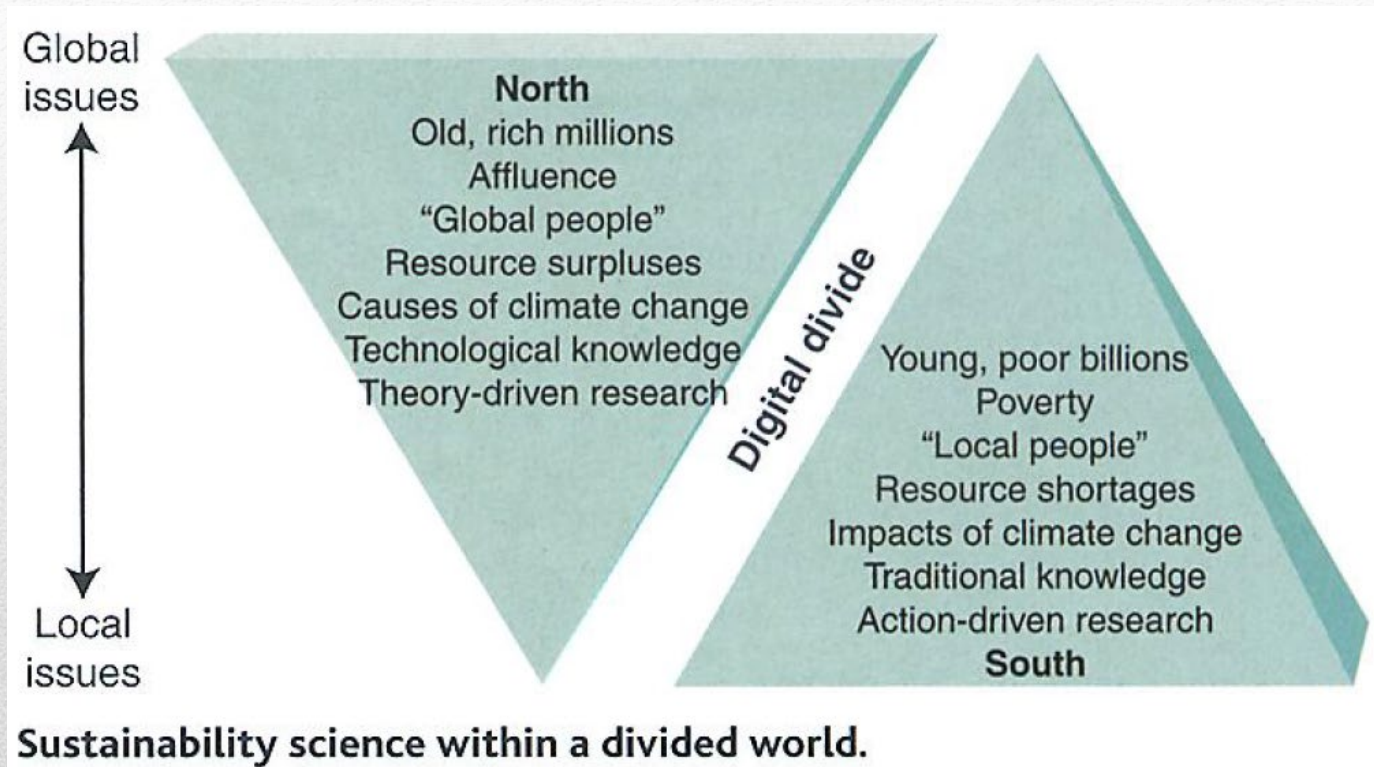 Global
issues
North
Old, rich millions
Affluence
“Global people”
Resource surpluses
Causes of climate change
Technological knowledge
Theory-driven research
Digital divide
Young, poor billions
Poverty
“Local people”
Resource shortages
Impacts of climate change
Traditional knowledge
Action-driven research
South
Local
issues
Sustainability science within a divided world.